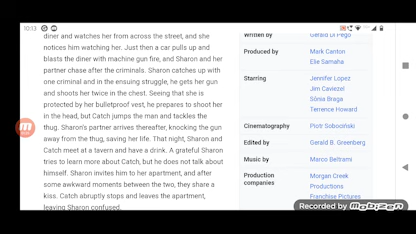 10:13
diner and watches her from across the street, and she
notices him watching her. Just then a car pulls up and
blasts the diner with machine gun fire, and Sharon and her
partner chase after the criminals. Sharon catches up with
one criminal and in the ensuing struggle, he gets her gun
and shoots her twice in the chest. Seeing that she is
protected by her bulletproof vest, he prepares to shoot her
in the head, but Catch jumps the man and tackles the
thug. Sharon's partner arrives thereafter, knocking the gun
away from the thug, saving her life. That night, Sharon and
Catch meet at a tavern and have a drink. A grateful Sharon
tries to learn more about Catch, but he does not talk about
himself. Sharon invites him to her apartment, and after
some awkward moments between the two, they share a
kiss. Catch abruptly stops and leaves the apartment,
leaving Sharon confused.
Written by Gerald Di Pego
Produced by Mark Canton
Elie Samaha
Starring Jennifer Lopez
Jim Caviezel
Sônia Braga
Terrence Howard
Cinematography Piotr Sobociński
Edited by Gerald B. Greenberg
Music by Marco Beltrami
Production Morgan Creek
companies Productions
Franchise Pictures
Recorded by MOBIZEN